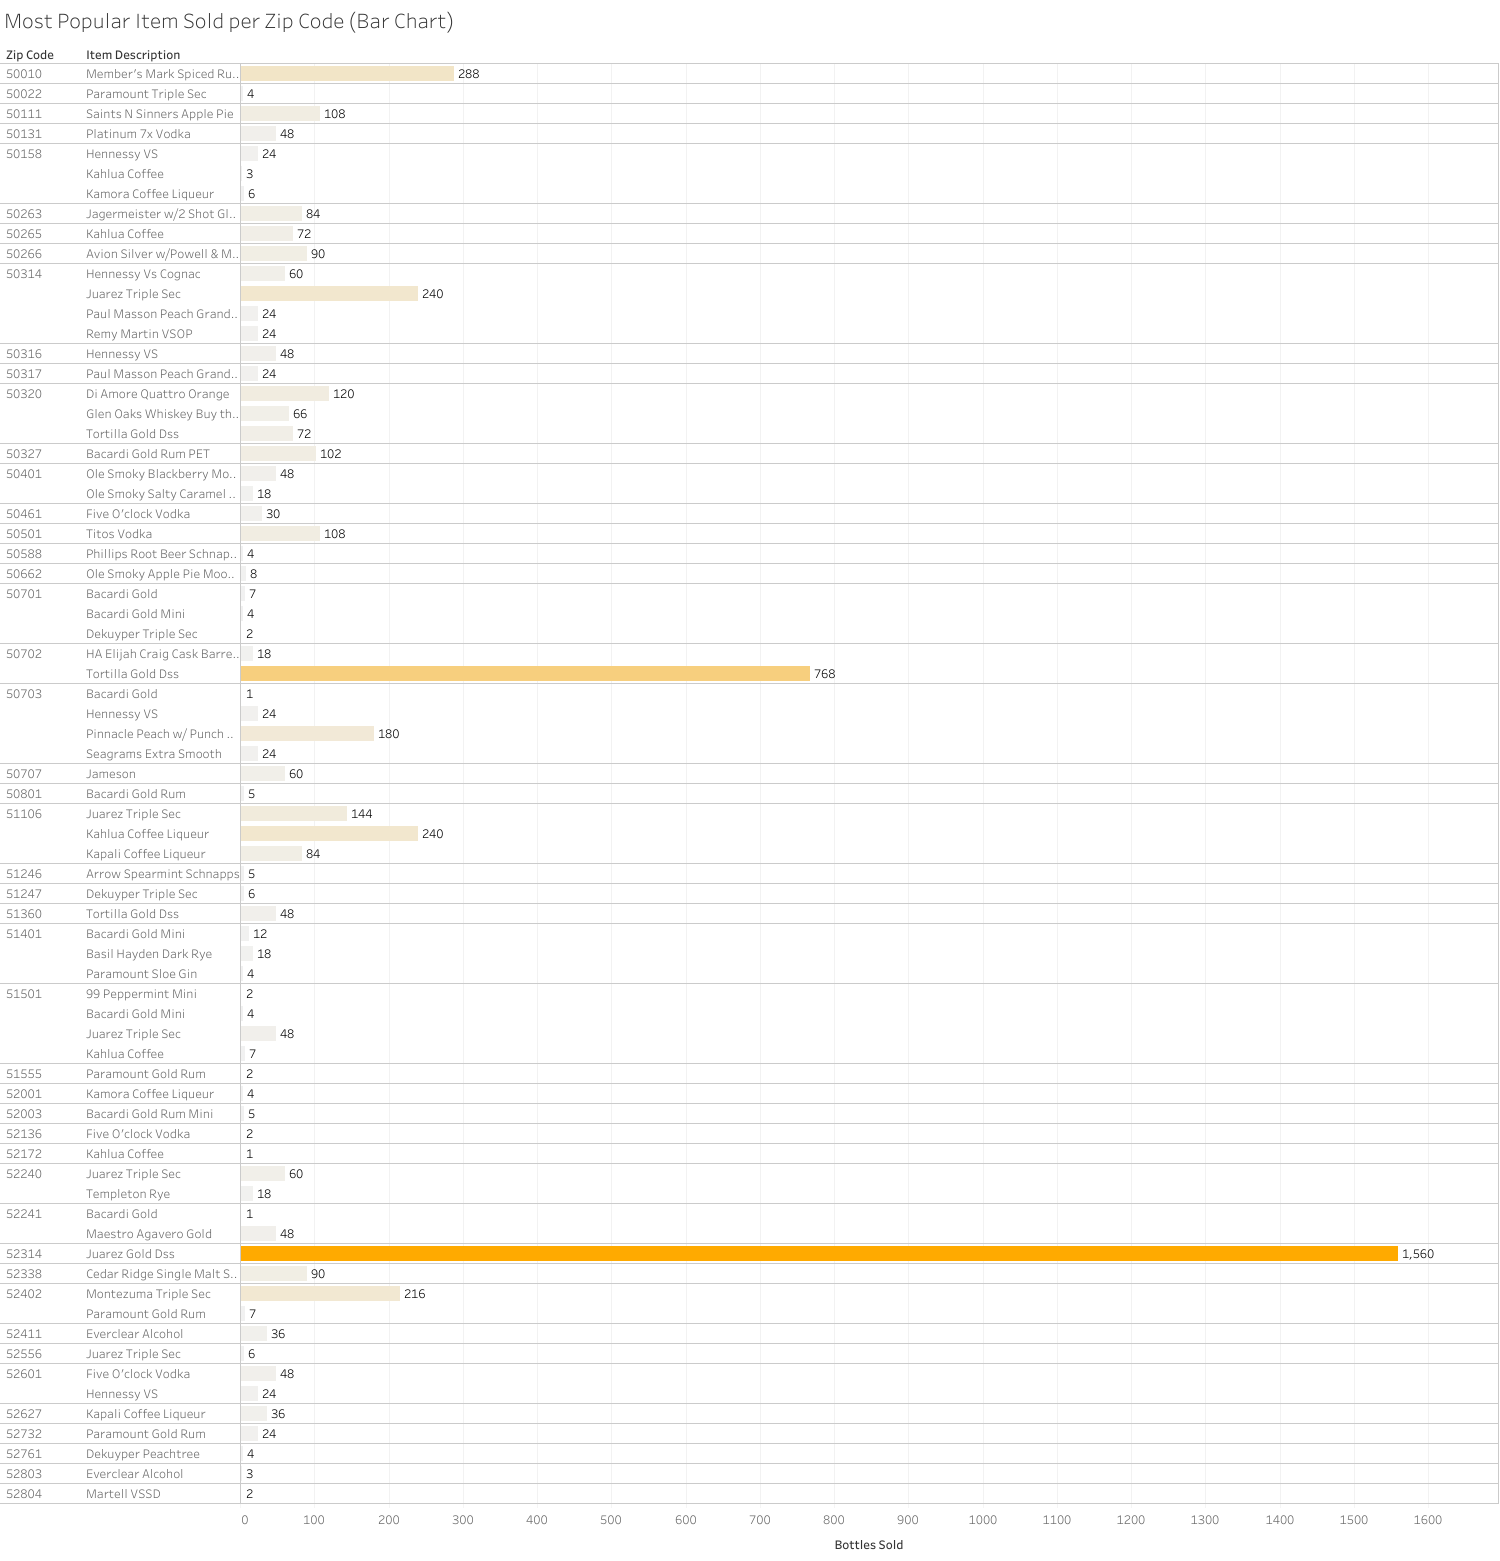 Most Popular Item Sold per Zip Code (Bar Chart)
Zip Code Item Description
50010 Member's Mark Spiced Ru.. 288
50022 Paramount Triple Sec 4
50111 Saints N Sinners Apple Pie 108
50131 Platinum 7x Vodka 48
50158 Hennessy VS 24
Kahlua Coffee 3
Kamora Coffee Liqueur 6
50263 Jagermeister w/2 Shot Gl.. 84
50265 Kahlua Coffee 72
50266 Avion Silver w/Powell & M.. 90
50314 Hennessy Vs Cognac 60
Juarez Triple Sec 240
Paul Masson Peach Grand.. 24
Remy Martin VSOP 24
50316 Hennessy VS 48
50317 Paul Masson Peach Grand.. 24
50320 Di Amore Quattro Orange 120
Glen Oaks Whiskey Buy th.. 66
Tortilla Gold Dss 72
50327 Bacardi Gold Rum PET 102
50401 Ole Smoky Blackberry Mo.. 48
Ole Smoky Salty Caramel .. 18
50461 Five O'clock Vodka 30
50501 Titos Vodka 108
50588 Phillips Root Beer Schnap.. 4
50662 Ole Smoky Apple Pie Moo.. 8
50701 Bacardi Gold 7
Bacardi Gold Mini 4
Dekuyper Triple Sec 2
50702 HA Elijah Craig Cask Barre.. 18
Tortilla Gold Dss 768
50703 Bacardi Gold 1
Hennessy VS 24
Pinnacle Peach w/ Punch .. 180
Seagrams Extra Smooth 24
50707 Jameson 60
50801 Bacardi Gold Rum 5
51106 Juarez Triple Sec 144
Kahlua Coffee Liqueur 240
Kapali Coffee Liqueur 84
51246 Arrow Spearmint Schnapps 5
51247 Dekuyper Triple Sec 6
51360 Tortilla Gold Dss 48
51401 Bacardi Gold Mini 12
Basil Hayden Dark Rye 18
Paramount Sloe Gin 4
51501 99 Peppermint Mini 2
Bacardi Gold Mini 4
Juarez Triple Sec 48
Kahlua Coffee 7
51555 Paramount Gold Rum 2
52001 Kamora Coffee Liqueur 4
52003 Bacardi Gold Rum Mini 5
52136 Five O'clock Vodka 2
52172 Kahlua Coffee 1
52240 Juarez Triple Sec 60
Templeton Rye 18
52241 Bacardi Gold 1
Maestro Agavero Gold 48
52314 Juarez Gold Dss 1,560
52338 Cedar Ridge Single Malt S.. 90
52402 Montezuma Triple Sec 216
Paramount Gold Rum 7
52411 Everclear Alcohol 36
52556 Juarez Triple Sec 6
52601 Five O'clock Vodka 48
Hennessy VS 24
52627 Kapali Coffee Liqueur 36
52732 Paramount Gold Rum 24
52761 Dekuyper Peachtree 4
52803 Everclear Alcohol 3
52804 Martell VSSD 2
0 100 200 300 400 500 600 700 800 900 1000 1100 1200 1300 1400 1500 1600
Bottles Sold